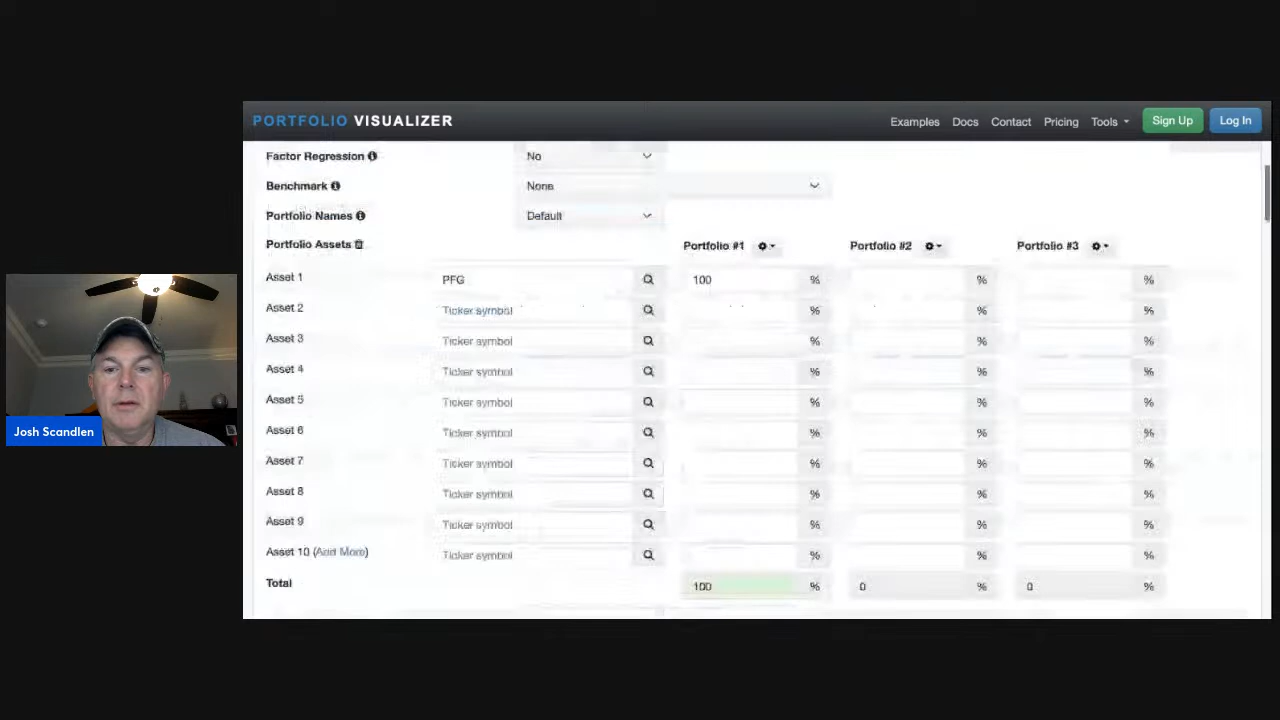 PORTFOLIO VISUALIZER
Examples Docs Contact Pricing Tools Sign Up Log In
Factor Regression No
Benchmark None
Portfolio Names Default
Portfolio Assets Portfolio #1 Portfolio #2 Portfolio #3
Asset 1 PFG 100 % % %
Asset 2 Ticker symbol % % %
Asset 3 Ticker symbol % % %
Asset 4 Ticker symbol % % %
Asset 5 Ticker symbol % % %
Asset 6 Ticker symbol % % %
Asset 7 Ticker symbol % % %
Asset 8 Ticker symbol % % %
Asset 9 Ticker symbol % % %
Asset 10 (Add More) Ticker symbol % % %
Total 100 % 0 % 0 %
Josh Scandlen